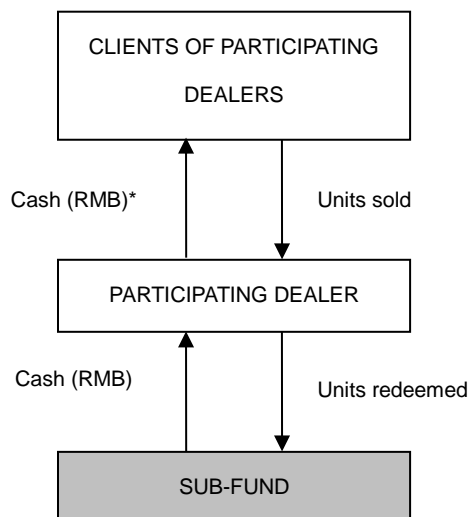 CLIENTS OF PARTICIPATING
DEALERS
Cash (RMB)*
Units sold
PARTICIPATING DEALER
Cash (RMB)
Units redeemed
SUB-FUND